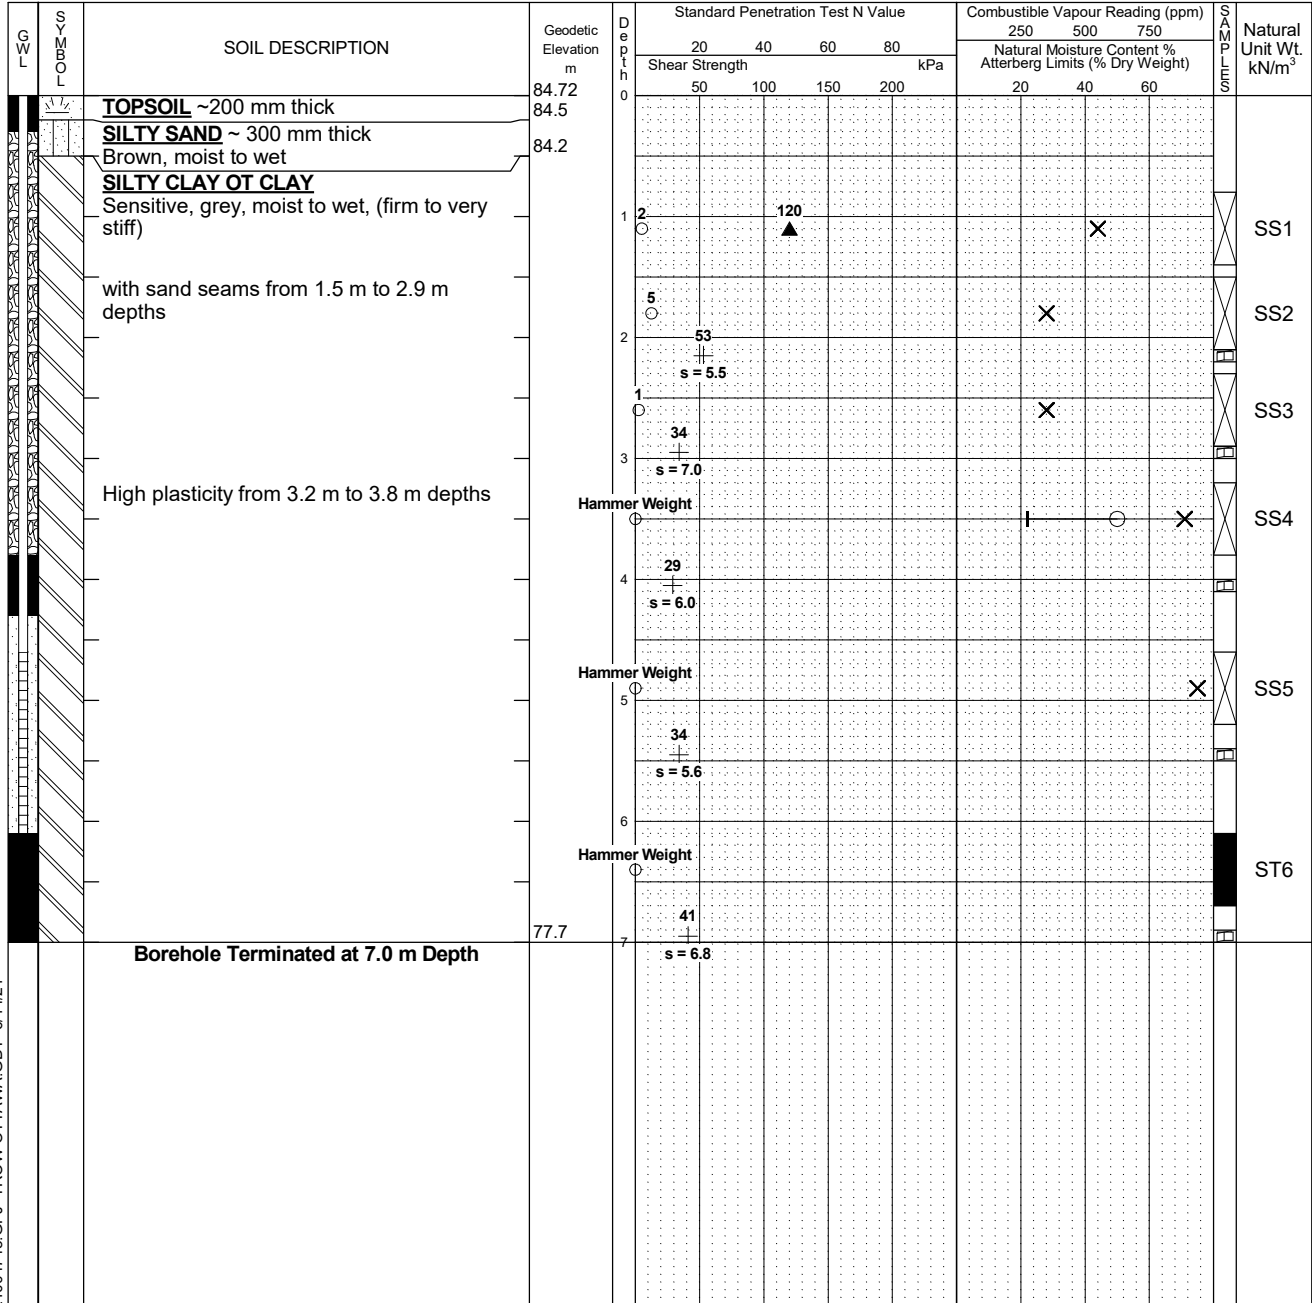 GWL
SYMBOL
SOIL DESCRIPTION
Geodetic
Elevation
m
Depth
Standard Penetration Test N Value
20 40 60 80
Shear Strength kPa
50 100 150 200
Combustible Vapour Reading (ppm)
250 500 750
Natural Moisture Content %
Atterberg Limits (% Dry Weight)
20 40 60
SAMPLES
Natural
Unit Wt.
kN/m³
84.72
0
TOPSOIL ~200 mm thick
84.5
SILTY SAND ~ 300 mm thick
84.2
Brown, moist to wet
SILTY CLAY OT CLAY
Sensitive, grey, moist to wet, (firm to very
stiff)
1
2
120
SS1
with sand seams from 1.5 m to 2.9 m
depths
5
SS2
2
53
s = 5.5
1
SS3
34
3
s = 7.0
High plasticity from 3.2 m to 3.8 m depths
Hammer Weight
SS4
29
4
s = 6.0
Hammer Weight
SS5
5
34
s = 5.6
6
Hammer Weight
ST6
41
77.7
7
s = 6.8
Borehole Terminated at 7.0 m Depth